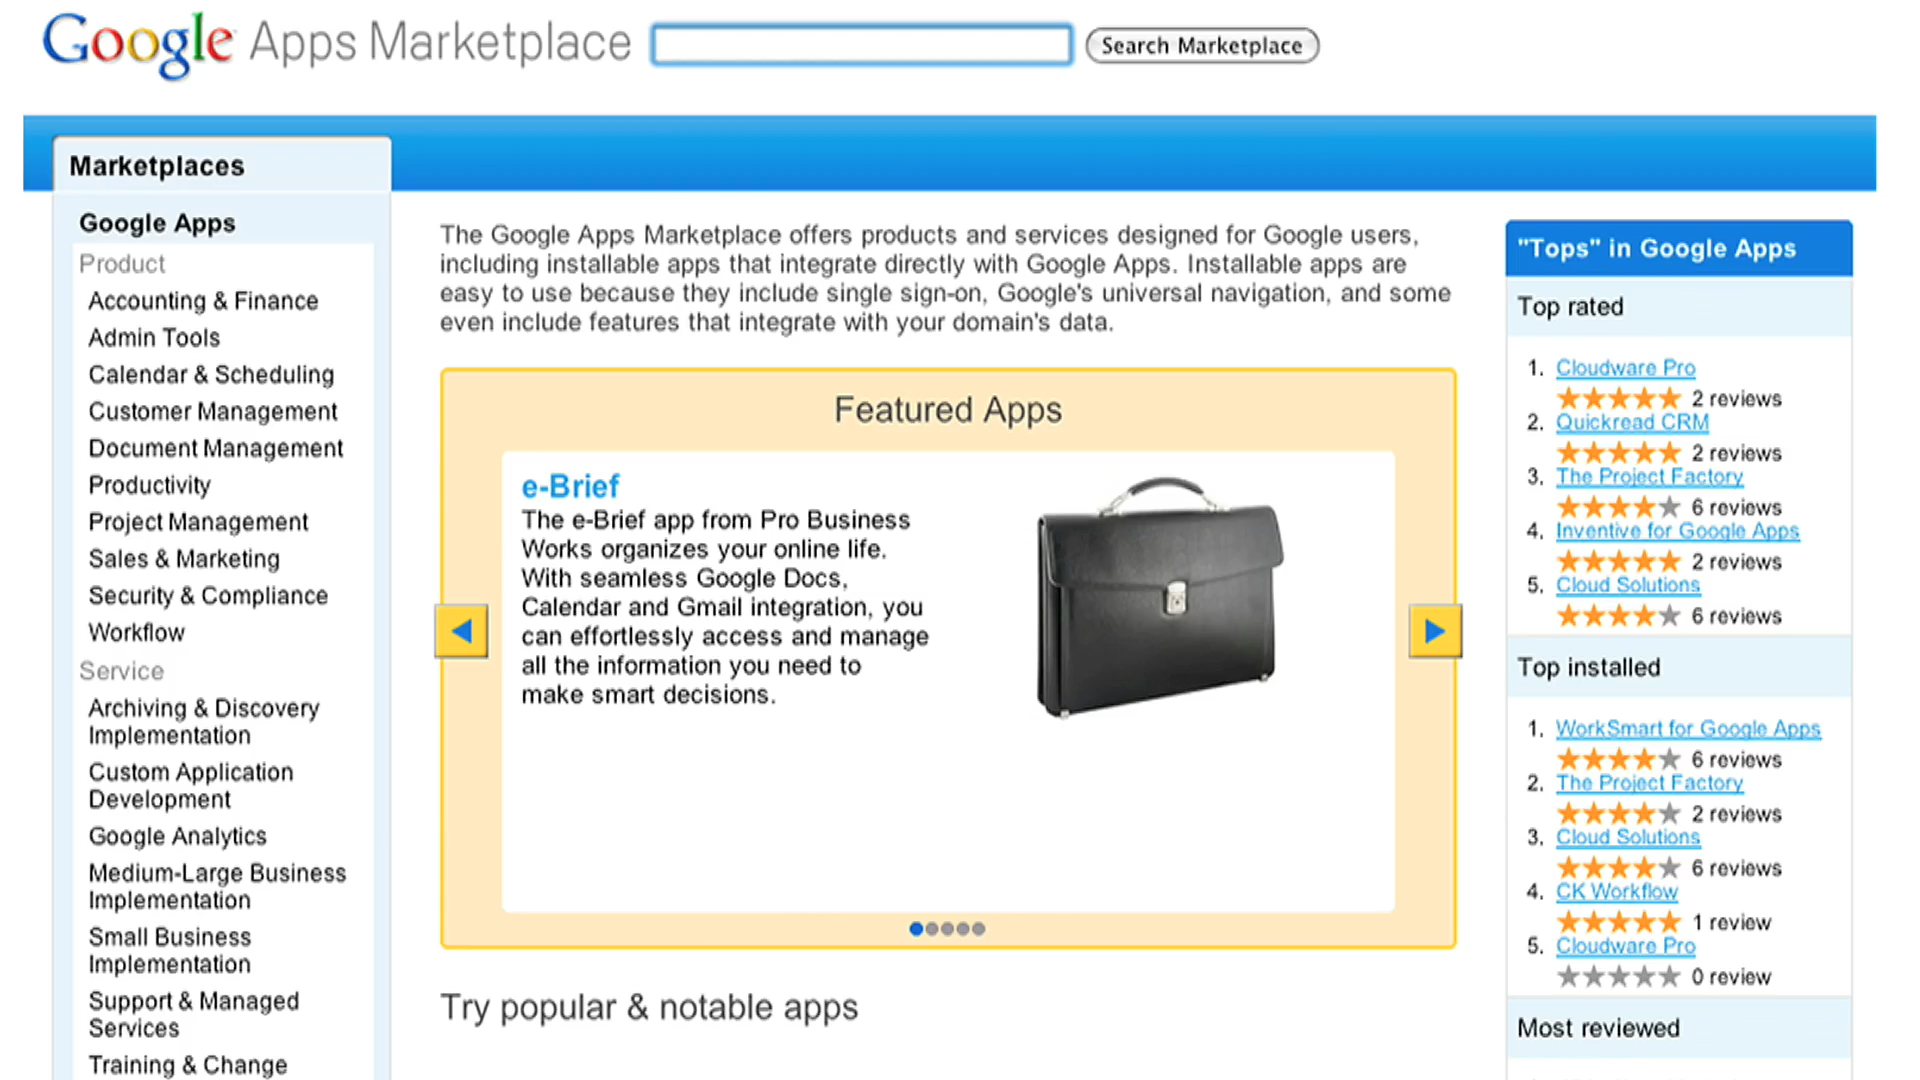 Google Apps Marketplace
Search Marketplace
Marketplaces
Google Apps
Product
Accounting & Finance
Admin Tools
Calendar & Scheduling
Customer Management
Document Management
Productivity
Project Management
Sales & Marketing
Security & Compliance
Workflow
Service
Archiving & Discovery
Implementation
Custom Application
Development
Google Analytics
Medium-Large Business
Implementation
Small Business
Implementation
Support & Managed
Services
Training & Change
The Google Apps Marketplace offers products and services designed for Google users,
including installable apps that integrate directly with Google Apps. Installable apps are
easy to use because they include single sign-on, Google's universal navigation, and some
even include features that integrate with your domain's data.
Featured Apps
e-Brief
The e-Brief app from Pro Business
Works organizes your online life.
With seamless Google Docs,
Calendar and Gmail integration, you
can effortlessly access and manage
all the information you need to
make smart decisions.
Try popular & notable apps
"Tops" in Google Apps
Top rated
1. Cloudware Pro
2 reviews
2. Quickread CRM
2 reviews
3. The Project Factory
6 reviews
4. Inventive for Google Apps
2 reviews
5. Cloud Solutions
6 reviews
Top installed
1. WorkSmart for Google Apps
6 reviews
2. The Project Factory
2 reviews
3. Cloud Solutions
6 reviews
4. CK Workflow
1 review
5. Cloudware Pro
0 review
Most reviewed